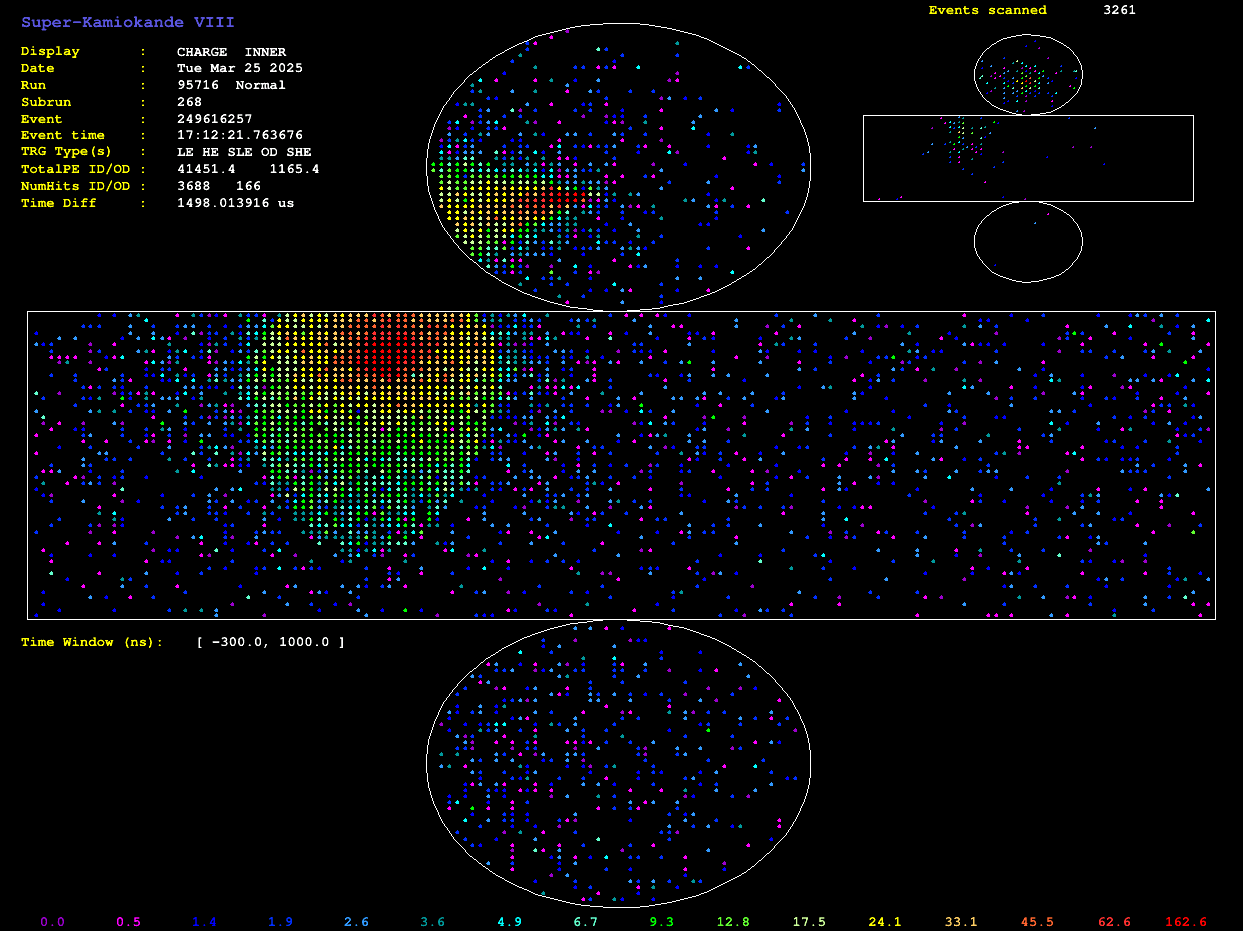 Super-Kamiokande VIII
Events scanned 3261
Display : CHARGE INNER
Date : Tue Mar 25 2025
Run : 95716 Normal
Subrun : 268
Event : 249616257
Event time : 17:12:21.763676
TRG Type(s) : LE HE SLE OD SHE
TotalPE ID/OD : 41451.4 1165.4
NumHits ID/OD : 3688 166
Time Diff : 1498.013916 us
Time Window (ns): [ -300.0, 1000.0 ]
0.0 0.5 1.4 1.9 2.6 3.6 4.9 6.7 9.3 12.8 17.5 24.1 33.1 45.5 62.6 162.6